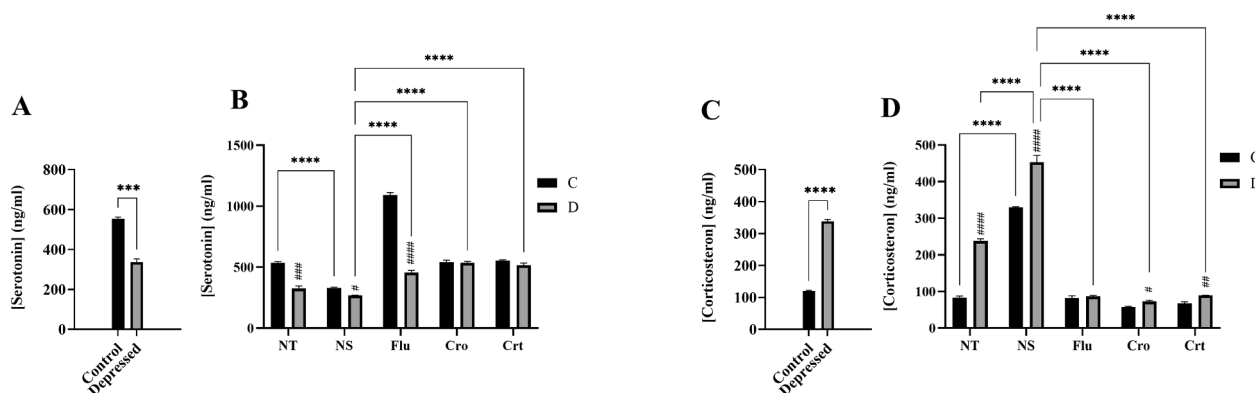 A
[Serotonin] (ng/ml)
800
600
400
200
0
***
Control
Depressed
B
[Serotonin] (ng/ml)
1500
1000
500
0
****
****
****
****
###
#
####
NT
NS
Flu
Cro
Crt
C
D
C
[Corticosteron] (ng/ml)
500
400
300
200
100
0
****
Control
Depressed
D
[Corticosteron] (ng/ml)
500
400
300
200
100
0
****
****
****
****
****
####
####
#
##
NT
NS
Flu
Cro
Crt